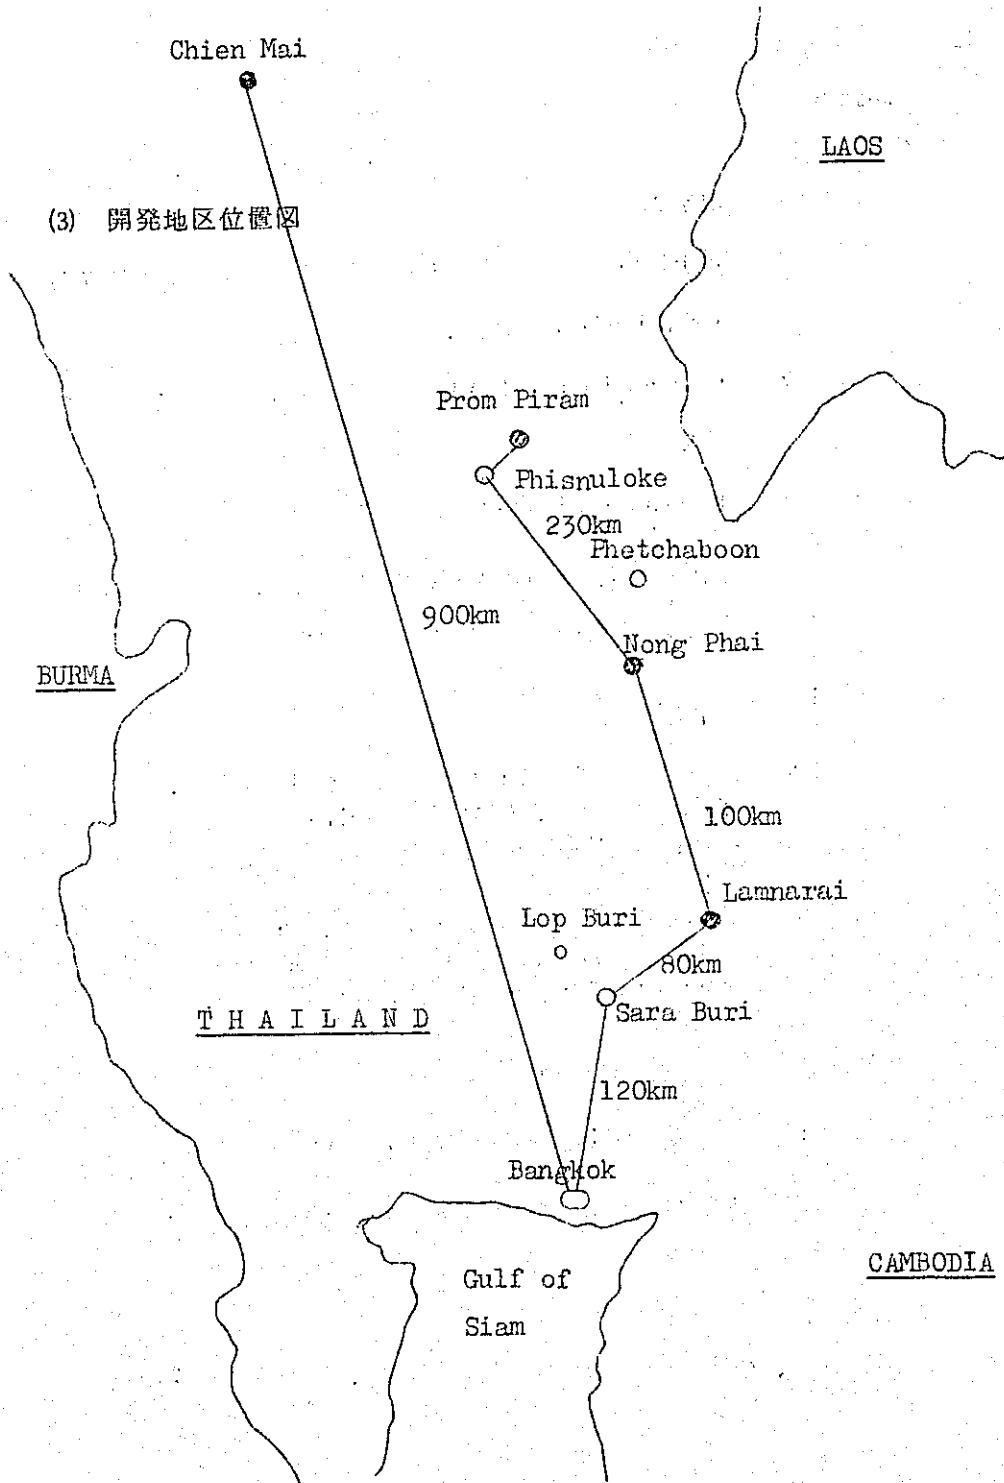 Chien Mai
LAOS
(3) 開発地区位置図
Prom Piram
Phisnuloke
230km
Phetchaboon
900km
Nong Phai
BURMA
100km
Lamnarai
Lop Buri
80km
Sara Buri
THAILAND
120km
Bangkok
CAMBODIA
Gulf of
Siam